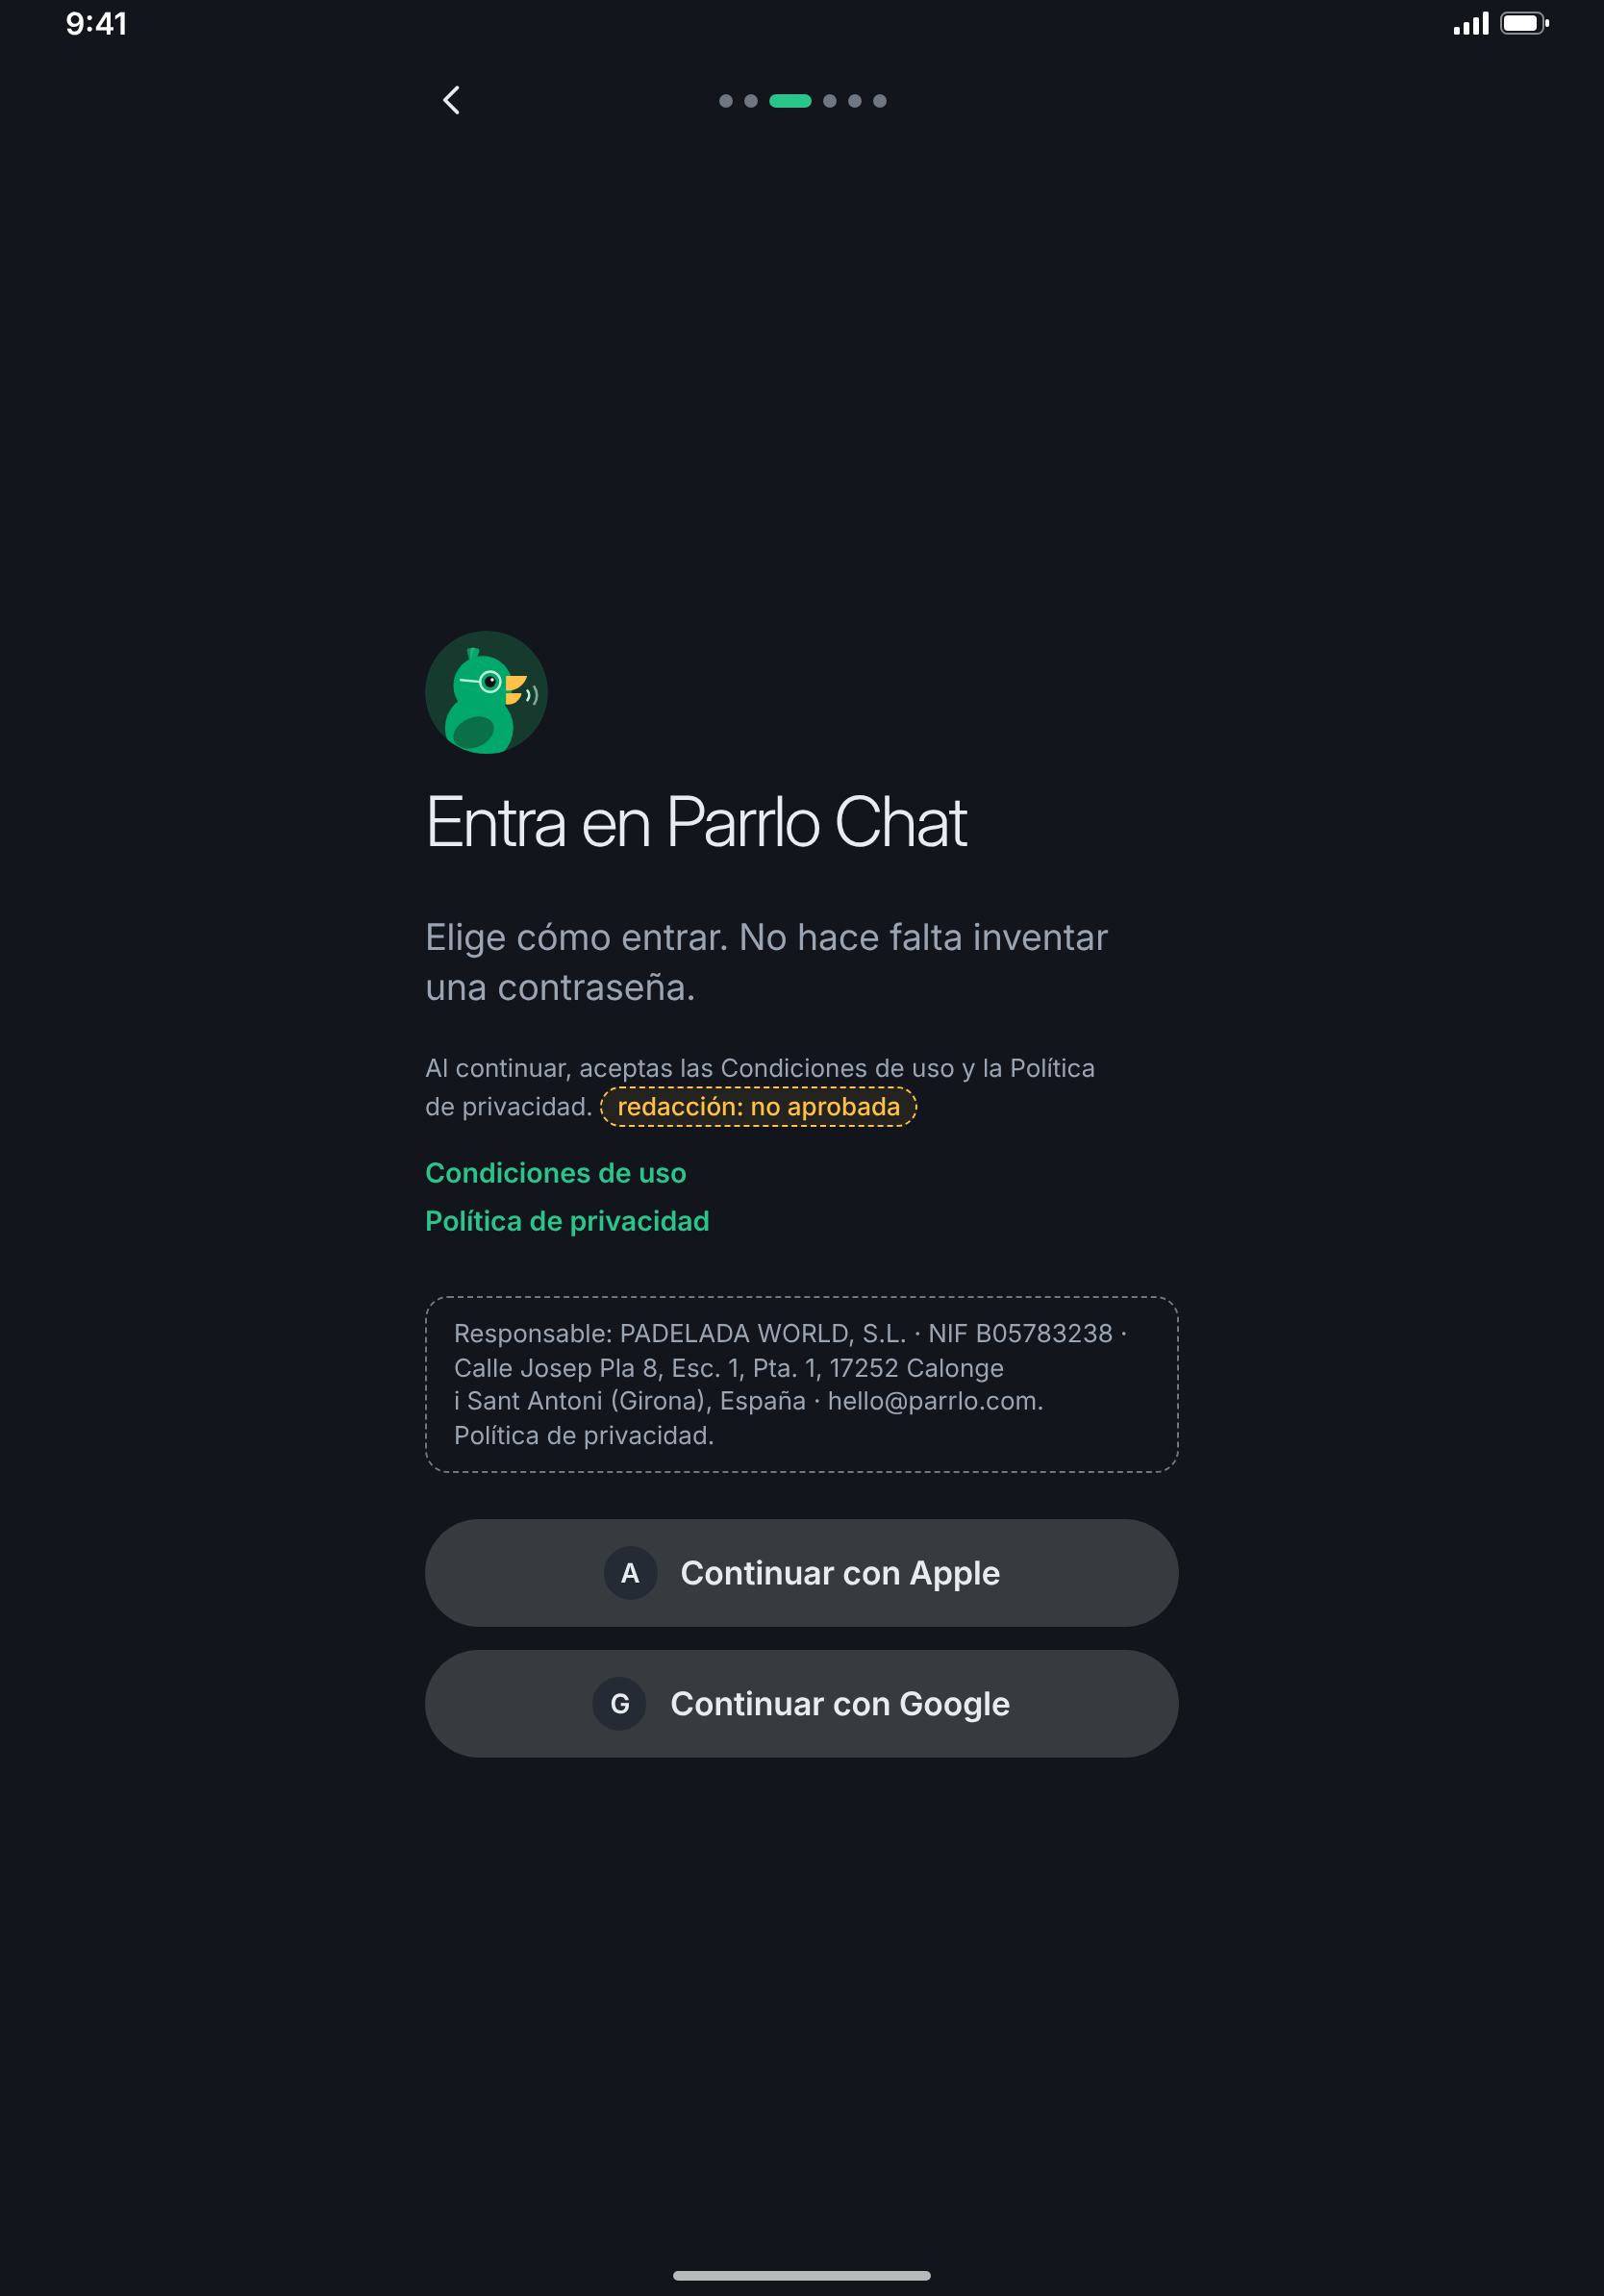 9:41
Entra en Parrlo Chat
Elige cómo entrar. No hace falta inventar
una contraseña.
Al continuar, aceptas las Condiciones de uso y la Política
de privacidad. redacción: no aprobada
Condiciones de uso
Política de privacidad
Responsable: PADELADA WORLD, S.L. · NIF B05783238 ·
Calle Josep Pla 8, Esc. 1, Pta. 1, 17252 Calonge
i Sant Antoni (Girona), España · hello@parrlo.com.
Política de privacidad.
A Continuar con Apple
G Continuar con Google